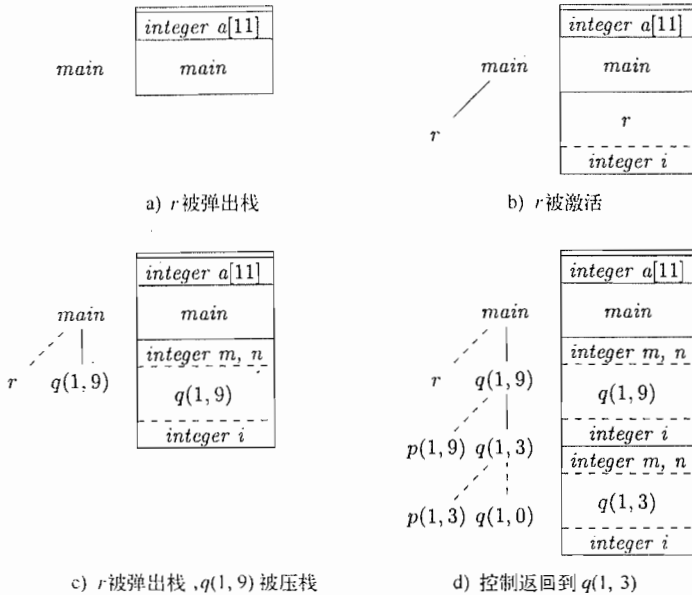 integer a[11]
main
main
a) r被弹出栈
integer a[11]
main
main
r
r
integer i
b) r被激活
integer a[11]
main
main
integer m, n
r
q(1, 9)
q(1, 9)
integer i
c) r被弹出栈 ,q(1, 9) 被压栈
integer a[11]
main
main
integer m, n
r
q(1, 9)
q(1, 9)
integer i
p(1, 9)
q(1, 3)
integer m, n
q(1, 3)
p(1, 3)
q(1, 0)
integer i
d) 控制返回到 q(1, 3)